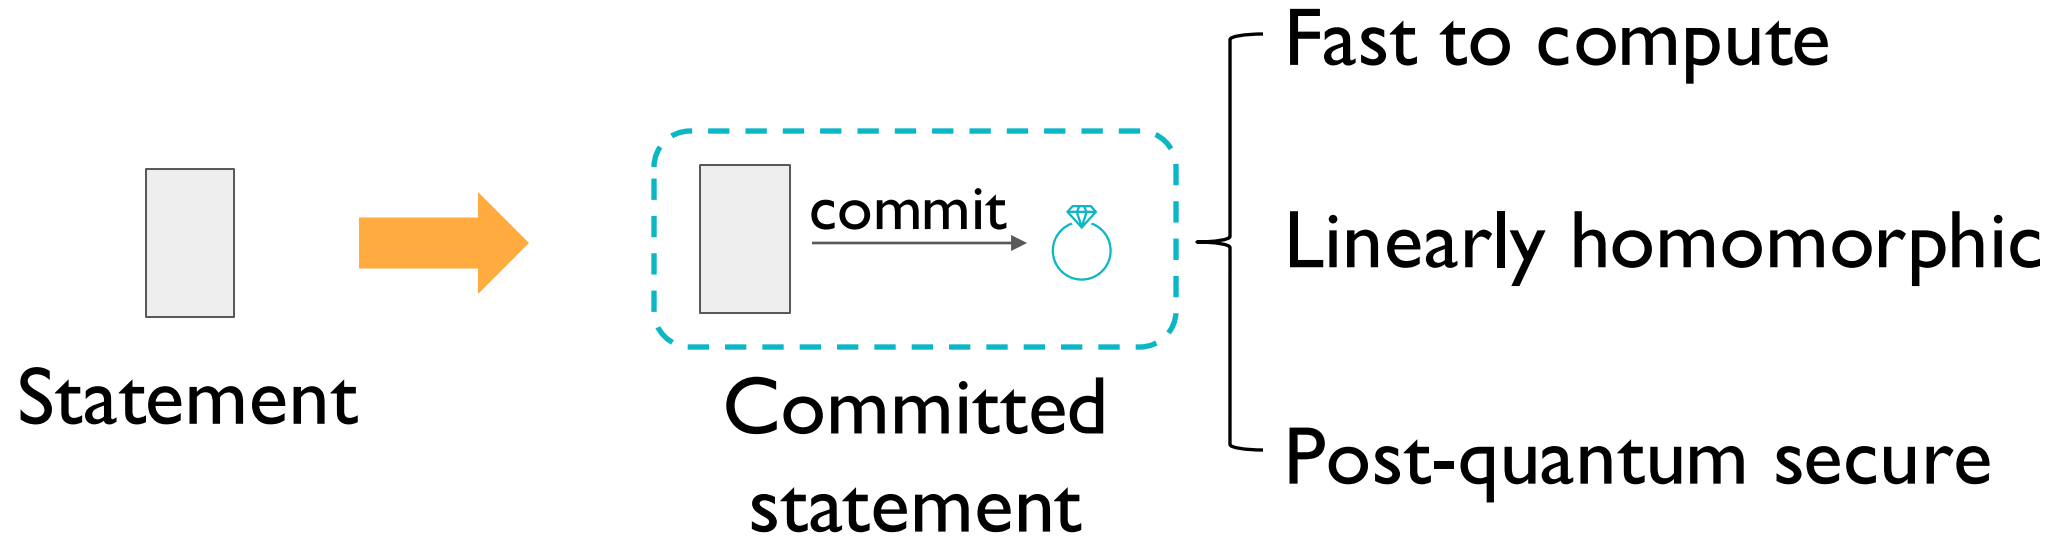 Statement
commit
Committed
statement
Fast to compute
Linearly homomorphic
Post-quantum secure